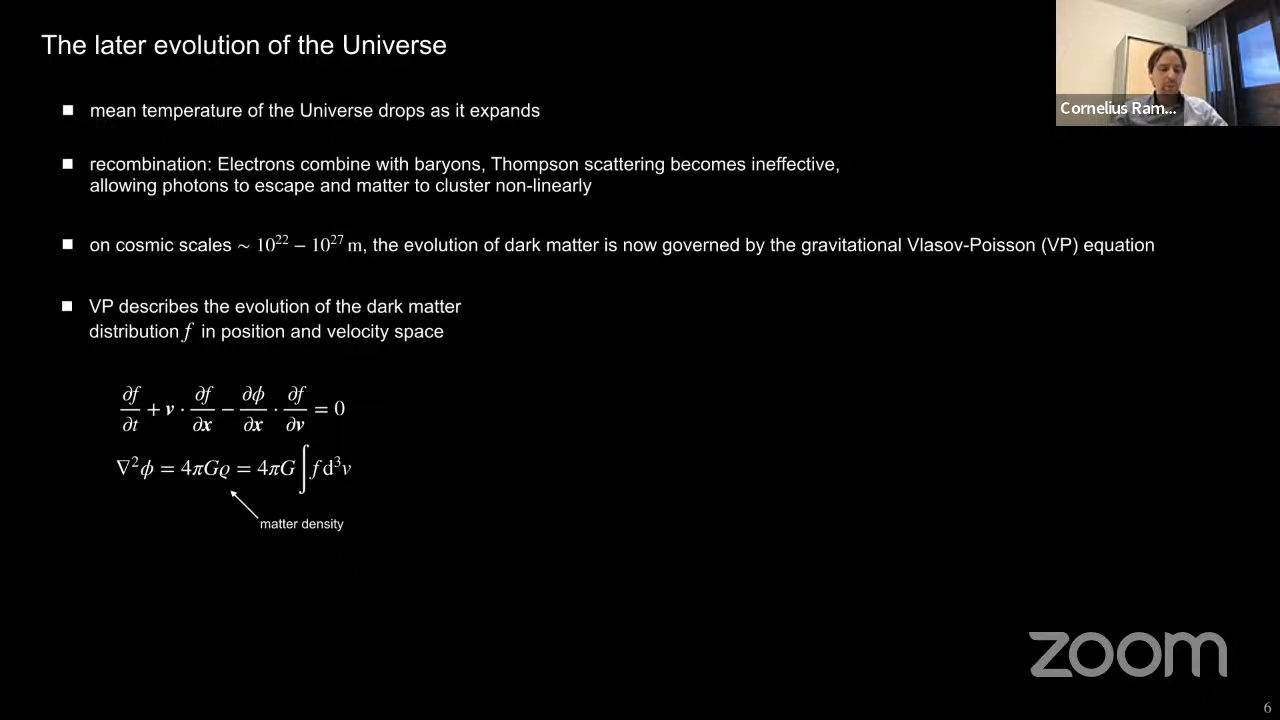 The later evolution of the Universe
Cornelius Ram...
■ mean temperature of the Universe drops as it expands
■ recombination: Electrons combine with baryons, Thompson scattering becomes ineffective,
allowing photons to escape and matter to cluster non-linearly
■ on cosmic scales ∼ 10²² − 10²⁷ m, the evolution of dark matter is now governed by the gravitational Vlasov-Poisson (VP) equation
■ VP describes the evolution of the dark matter
distribution f in position and velocity space
∂f/∂t + v · ∂f/∂x − ∂ϕ/∂x · ∂f/∂v = 0
∇²ϕ = 4πGϱ = 4πG ∫ f d³v
matter density
zoom
6